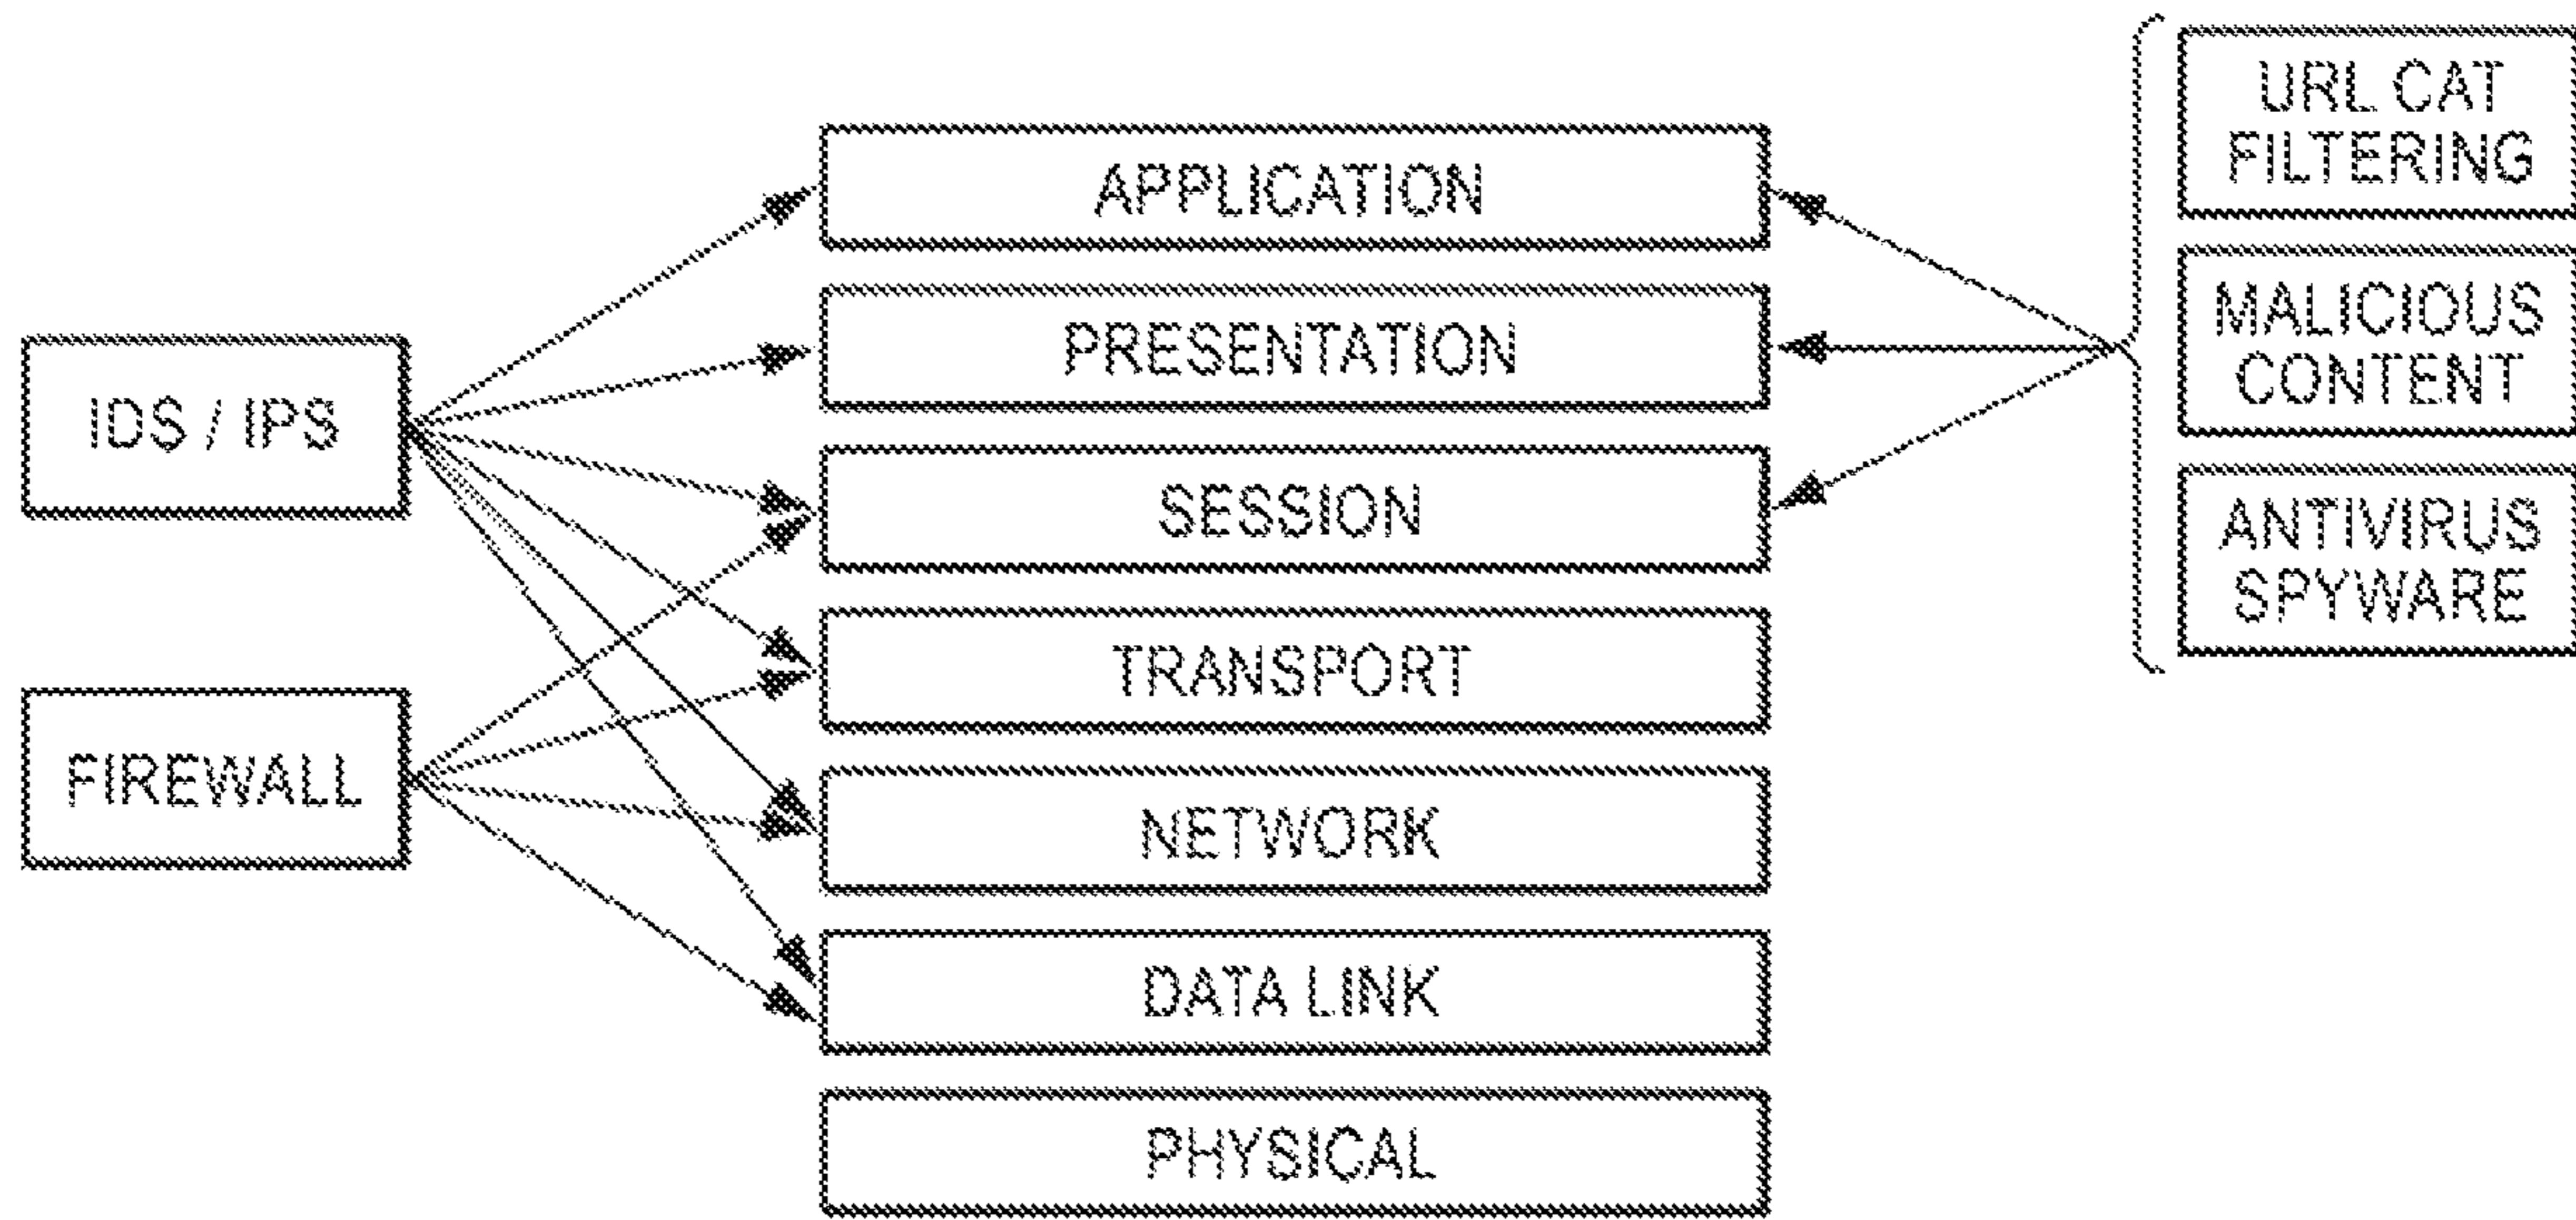 IDS / IPS
FIREWALL
APPLICATION
PRESENTATION
SESSION
TRANSPORT
NETWORK
DATA LINK
PHYSICAL
URL CAT
FILTERING
MALICIOUS
CONTENT
ANTIVIRUS
SPYWARE